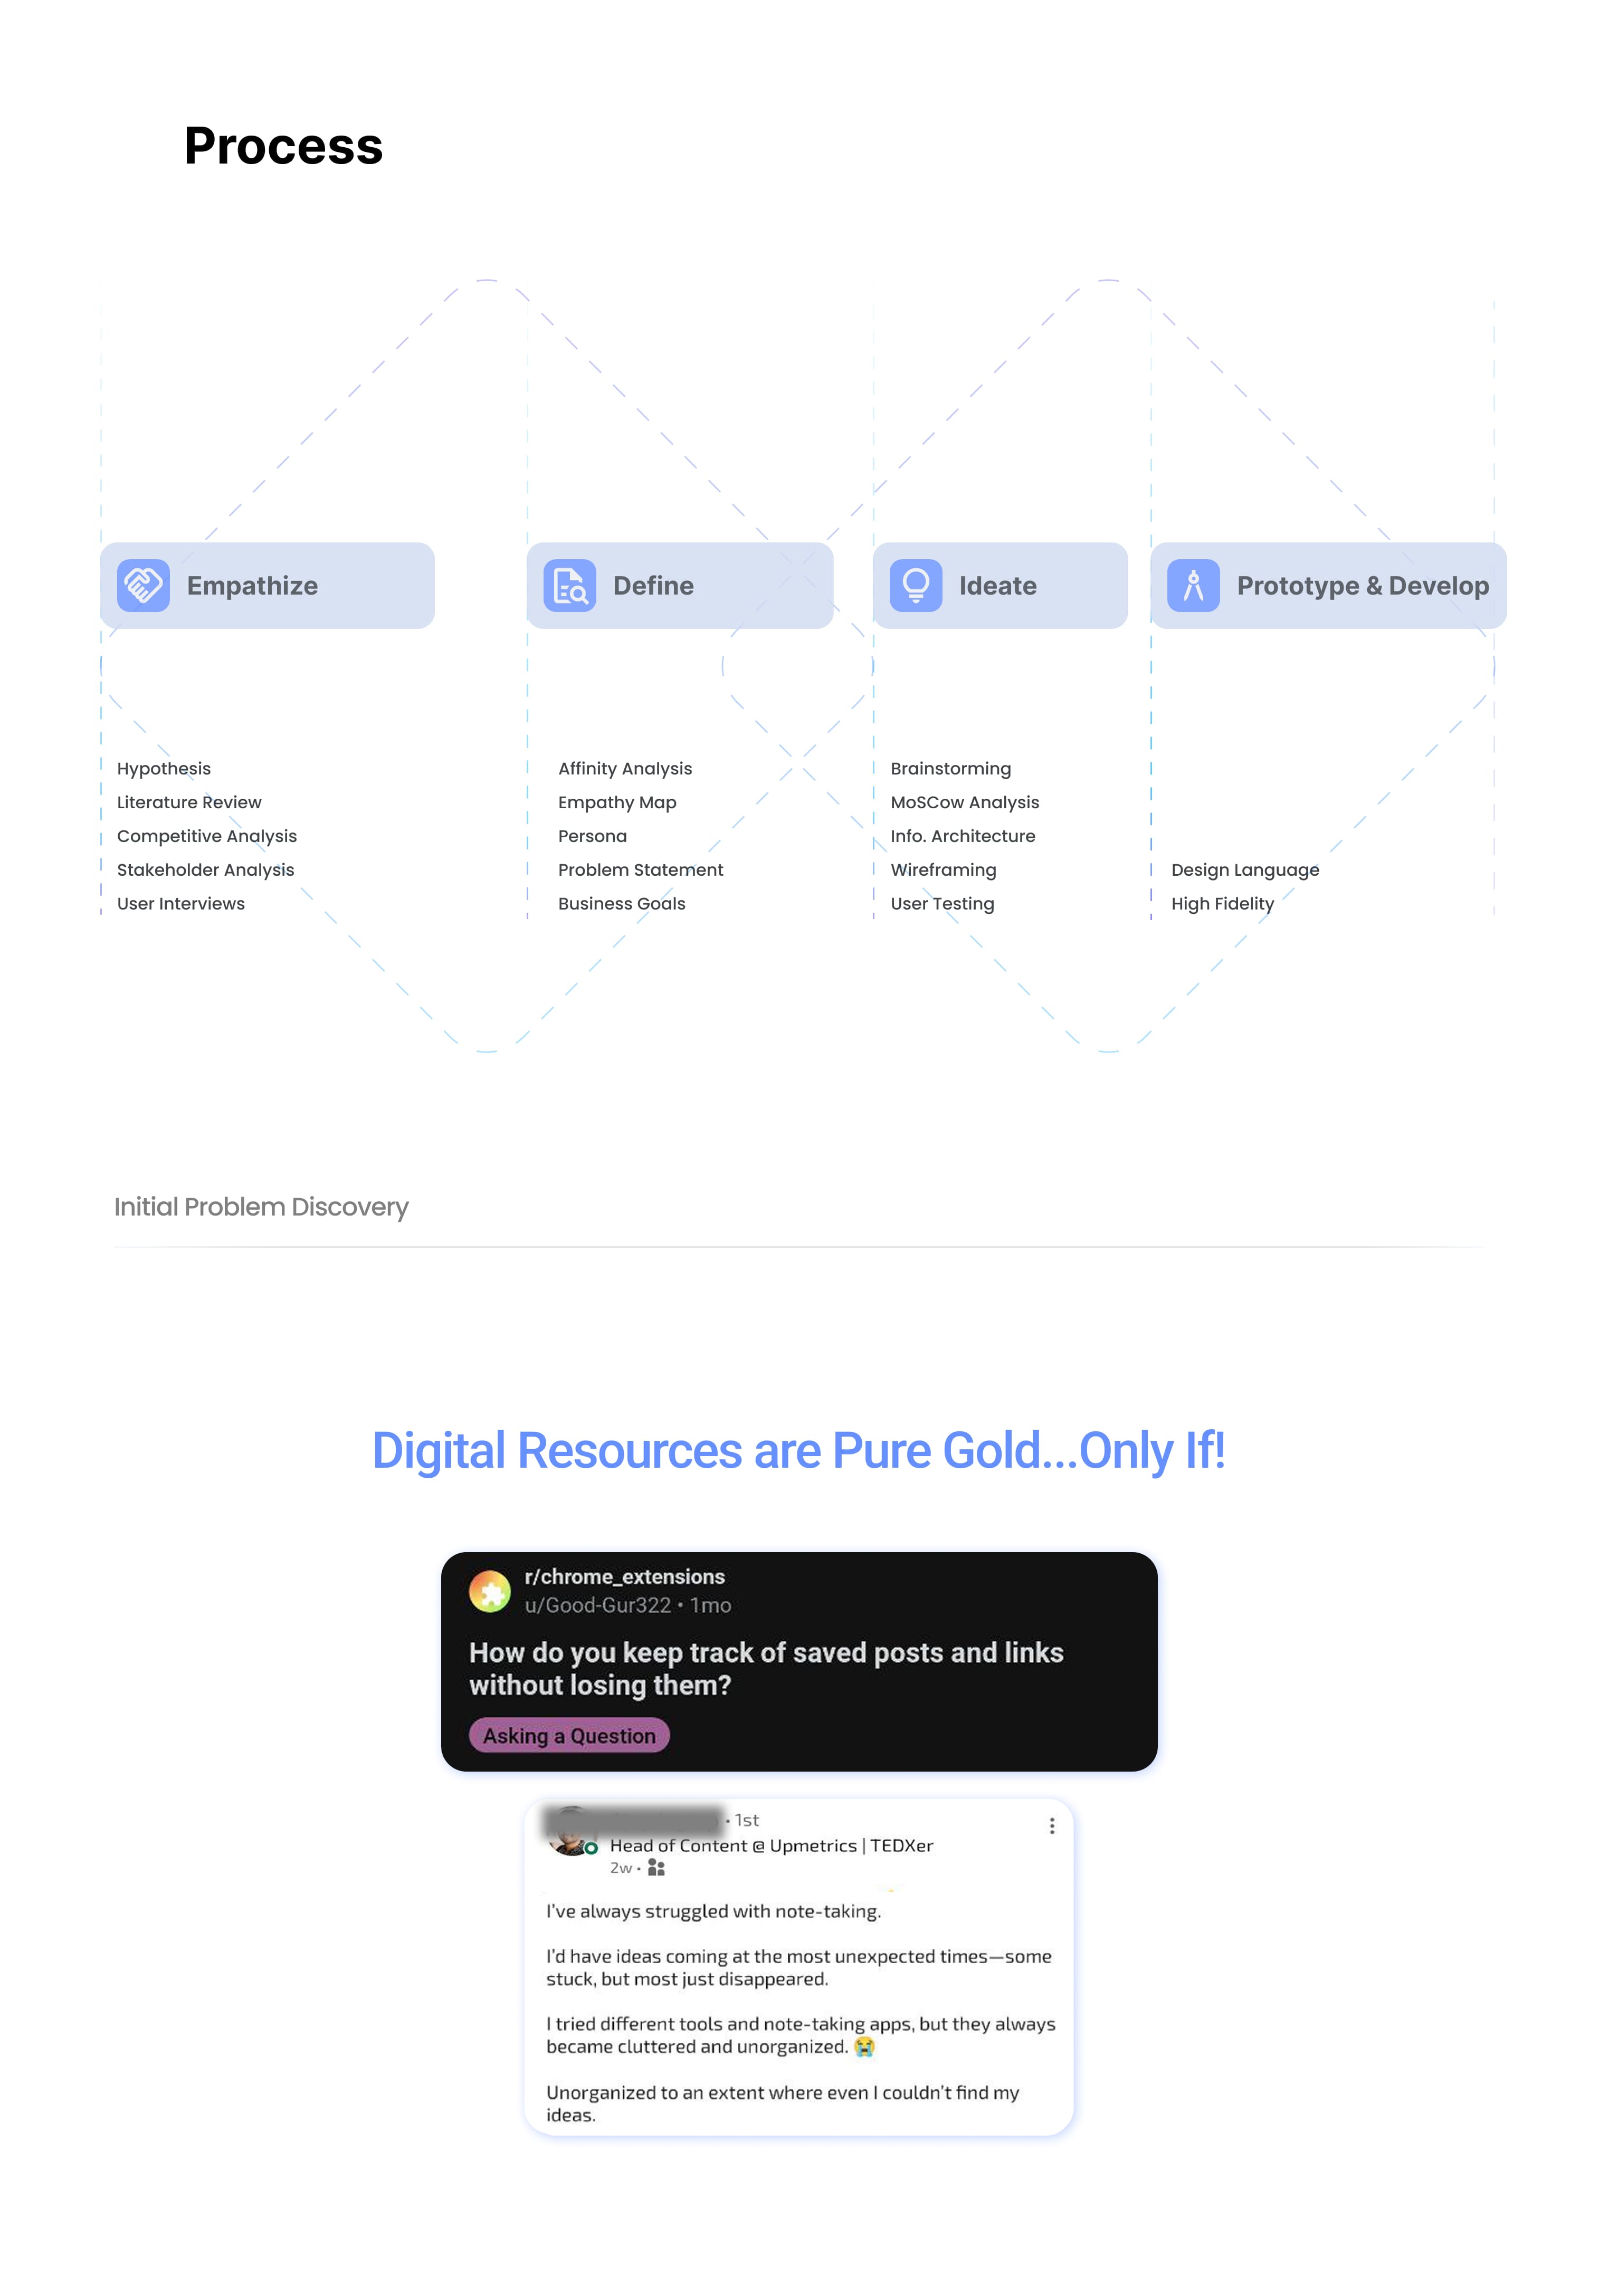 Process
Empathize
Define
Ideate
Prototype & Develop
Hypothesis
Literature Review
Competitive Analysis
Stakeholder Analysis
User Interviews
Affinity Analysis
Empathy Map
Persona
Problem Statement
Business Goals
Brainstorming
MoSCow Analysis
Info. Architecture
Wireframing
User Testing
Design Language
High Fidelity
Initial Problem Discovery
Digital Resources are Pure Gold...Only If!
r/chrome_extensions
u/Good-Gur322 • 1mo
How do you keep track of saved posts and links
without losing them?
Asking a Question
• 1st
Head of Content @ Upmetrics | TEDXer
2w •
I've always struggled with note-taking.
I'd have ideas coming at the most unexpected times—some
stuck, but most just disappeared.
I tried different tools and note-taking apps, but they always
became cluttered and unorganized. 😭
Unorganized to an extent where even I couldn't find my
ideas.